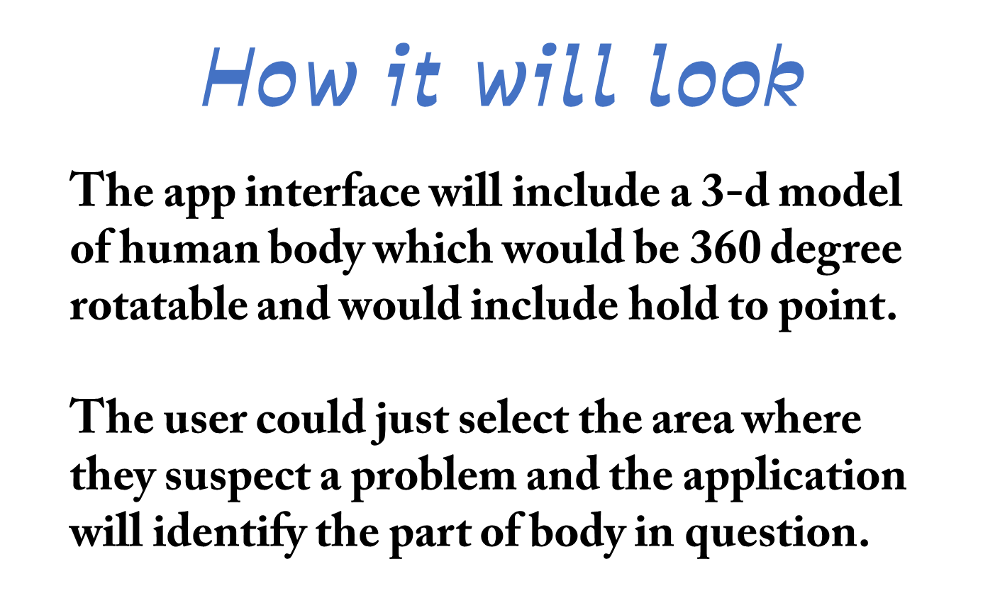 How it will look
The app interface will include a 3-d model
of human body which would be 360 degree
rotatable and would include hold to point.
The user could just select the area where
they suspect a problem and the application
will identify the part of body in question.